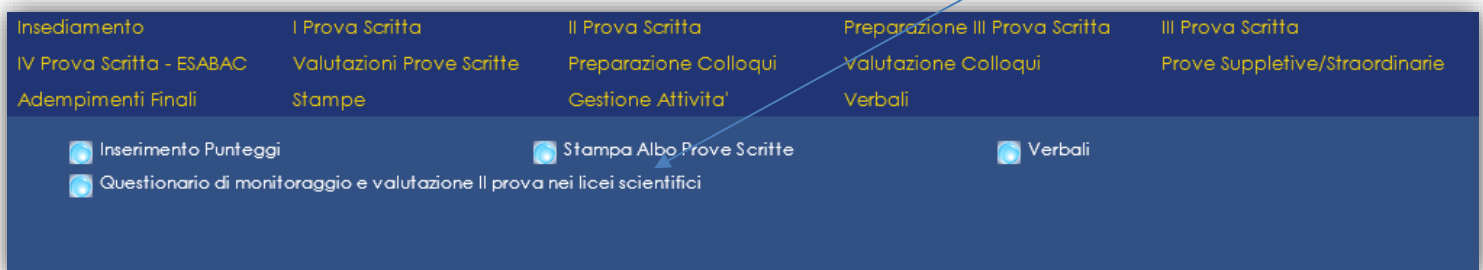 Insediamento I Prova Scritta II Prova Scritta Preparazione III Prova Scritta III Prova Scritta
IV Prova Scritta - ESABAC Valutazioni Prove Scritte Preparazione Colloqui Valutazione Colloqui Prove Suppletive/Straordinarie
Adempimenti Finali Stampe Gestione Attivita' Verbali
Inserimento Punteggi Stampa Albo Prove Scritte Verbali
Questionario di monitoraggio e valutazione II prova nei licei scientifici